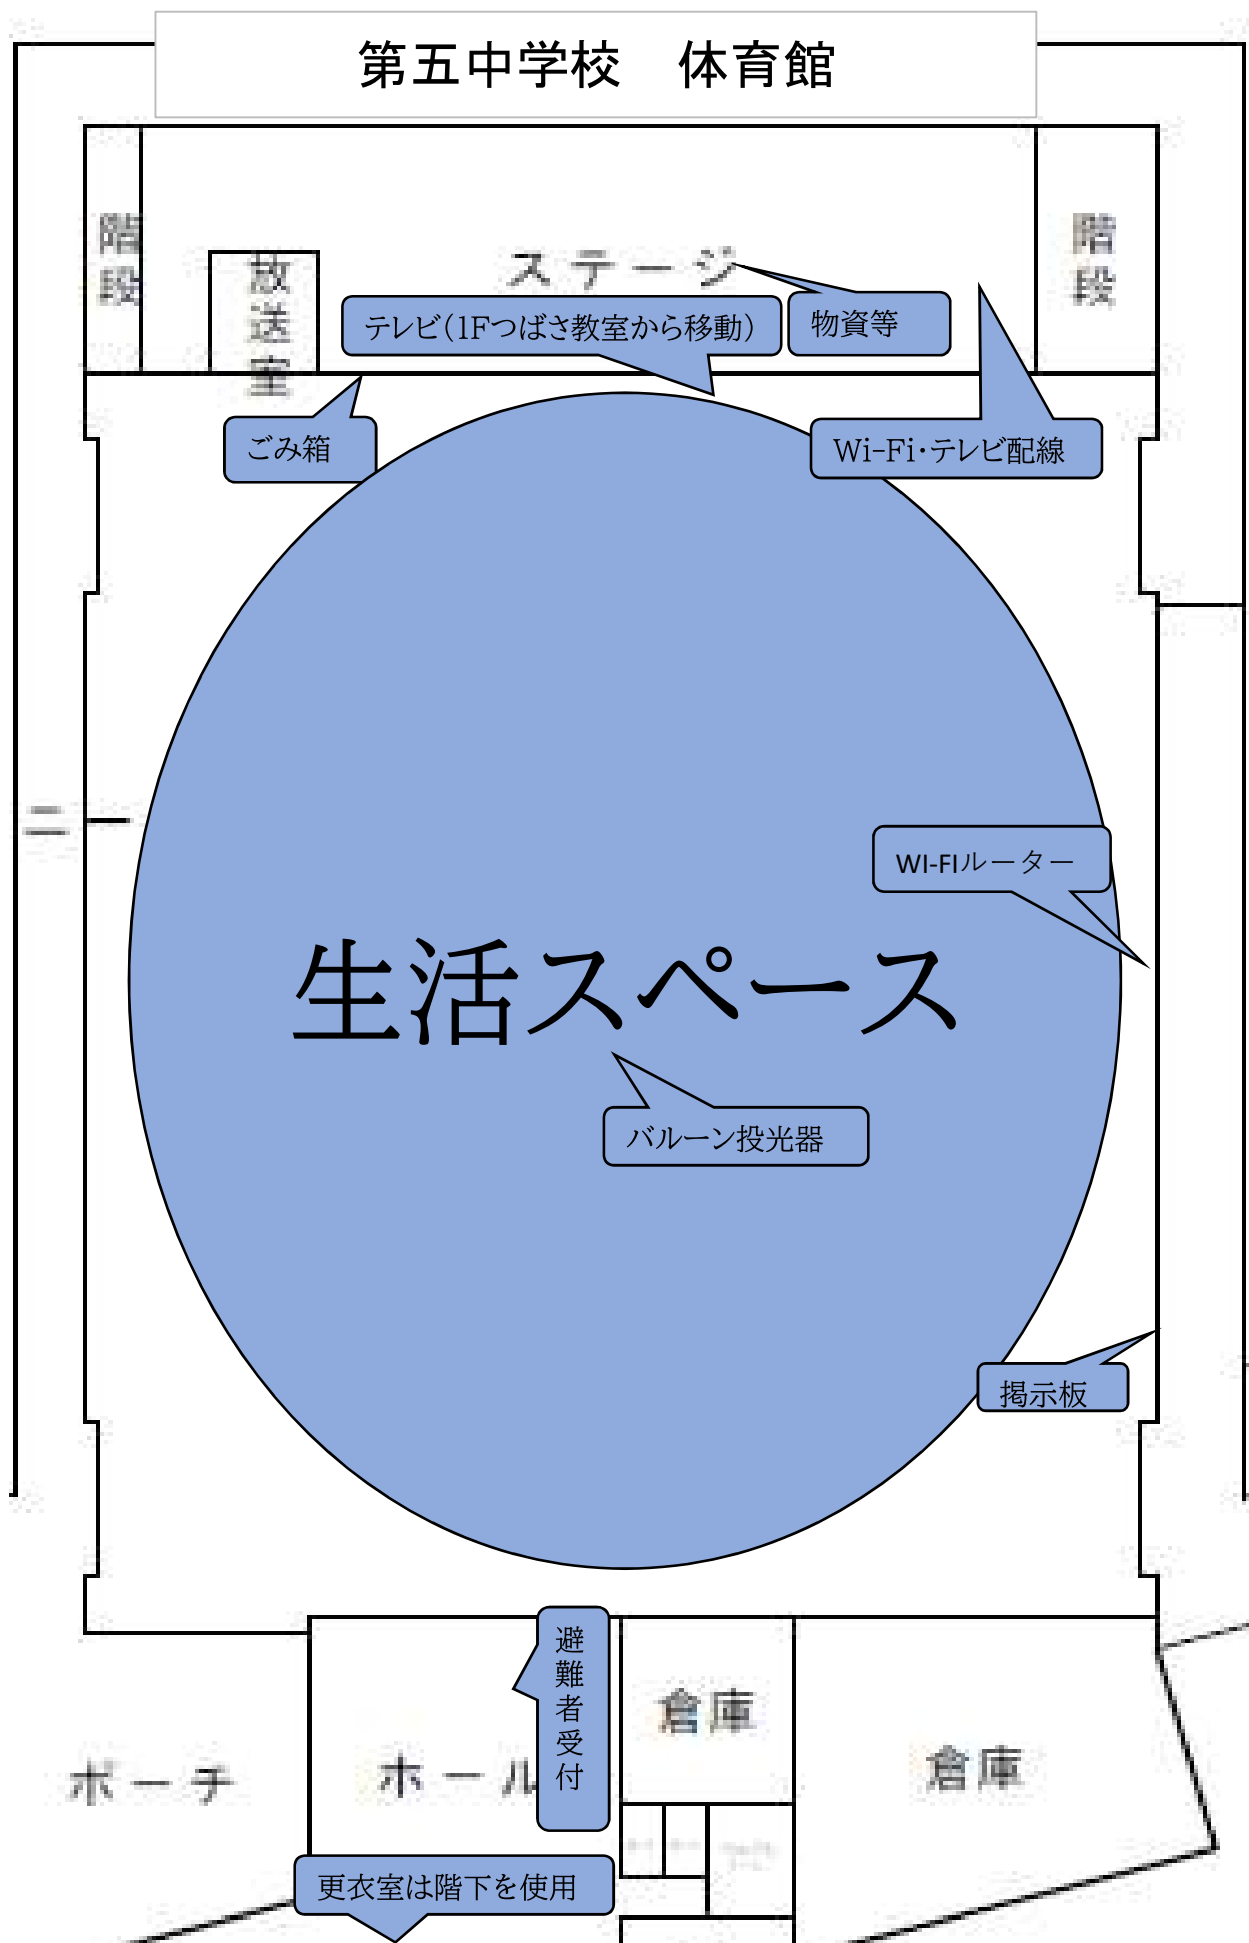 第五中学校　体育館
階段
放送室
ステージ
階段
テレビ(1Fつばさ教室から移動)
物資等
ごみ箱
Wi-Fi・テレビ配線
ニー
WI-FIルーター
生活スペース
バルーン投光器
掲示板
避難者受付
倉庫
倉庫
ポーチ
ホール
更衣室は階下を使用